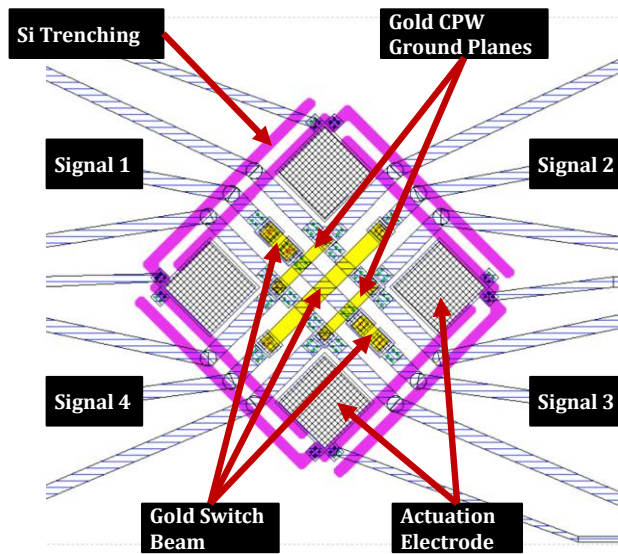 Si Trenching
Gold CPW
Ground Planes
Signal 1
Signal 2
Signal 4
Signal 3
Gold Switch
Beam
Actuation
Electrode